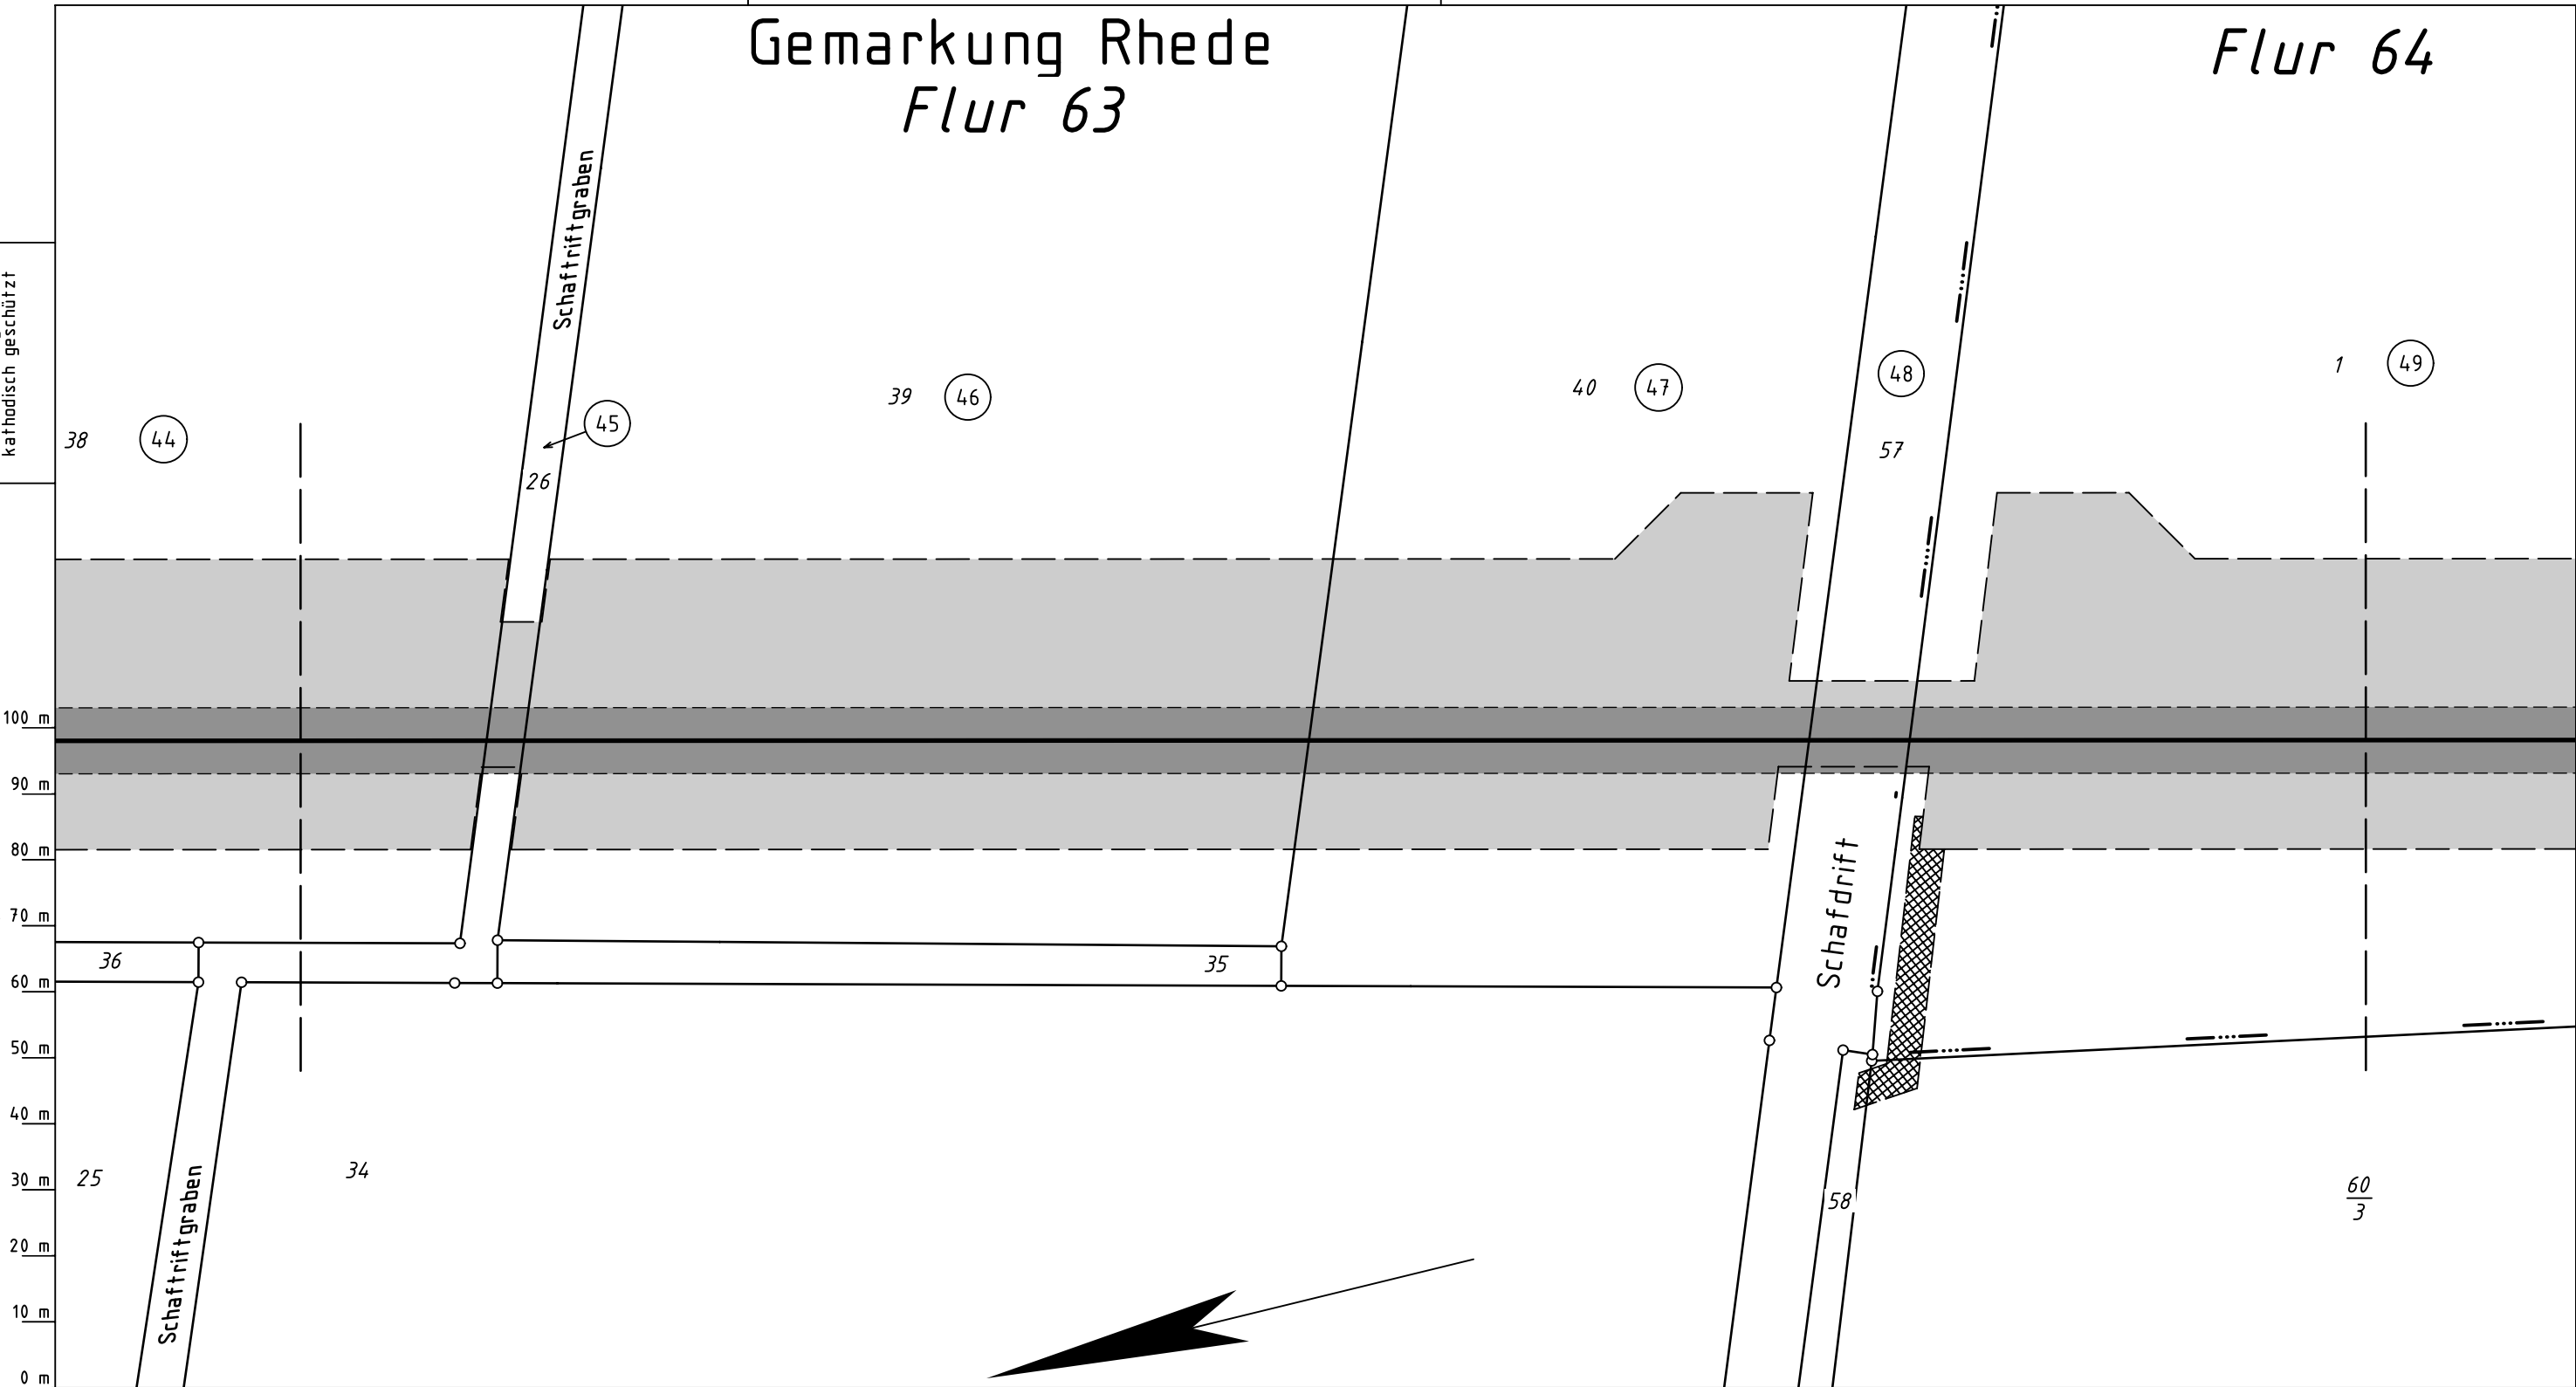 Gemarkung Rhede
Flur 63
Flur 64
kathodisch geschützt
Schaftriftgraben
38
44
45
26
39
46
40
47
48
57
1
49
100 m
90 m
80 m
70 m
60 m
50 m
40 m
30 m
20 m
10 m
0 m
Schafdrift
36
35
25
34
Schaftriftgraben
58
60
3